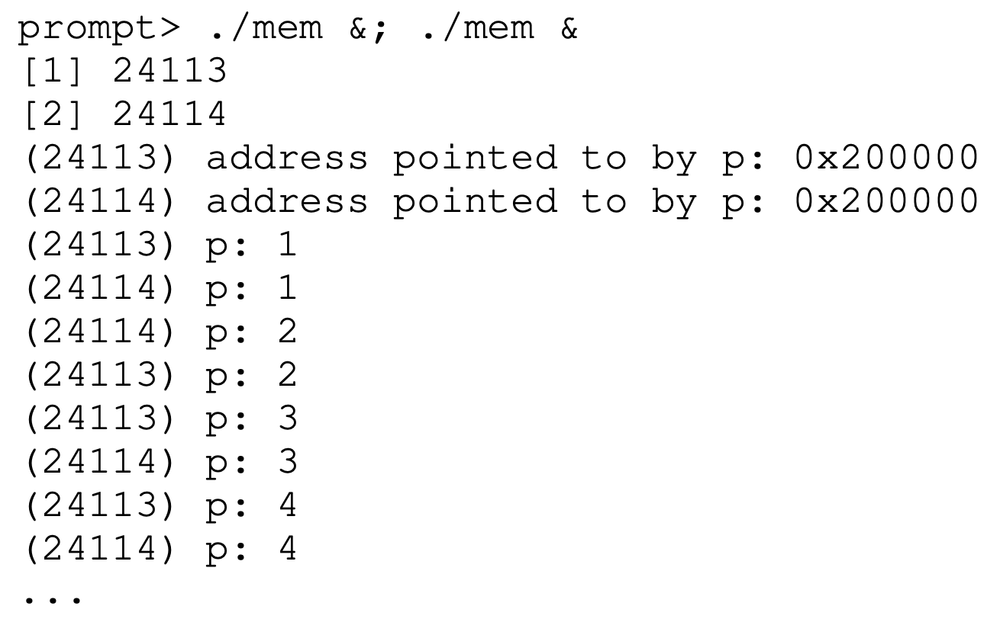 prompt> ./mem &; ./mem &
[1] 24113
[2] 24114
(24113) address pointed to by p: 0x200000
(24114) address pointed to by p: 0x200000
(24113) p: 1
(24114) p: 1
(24114) p: 2
(24113) p: 2
(24113) p: 3
(24114) p: 3
(24113) p: 4
(24114) p: 4
...